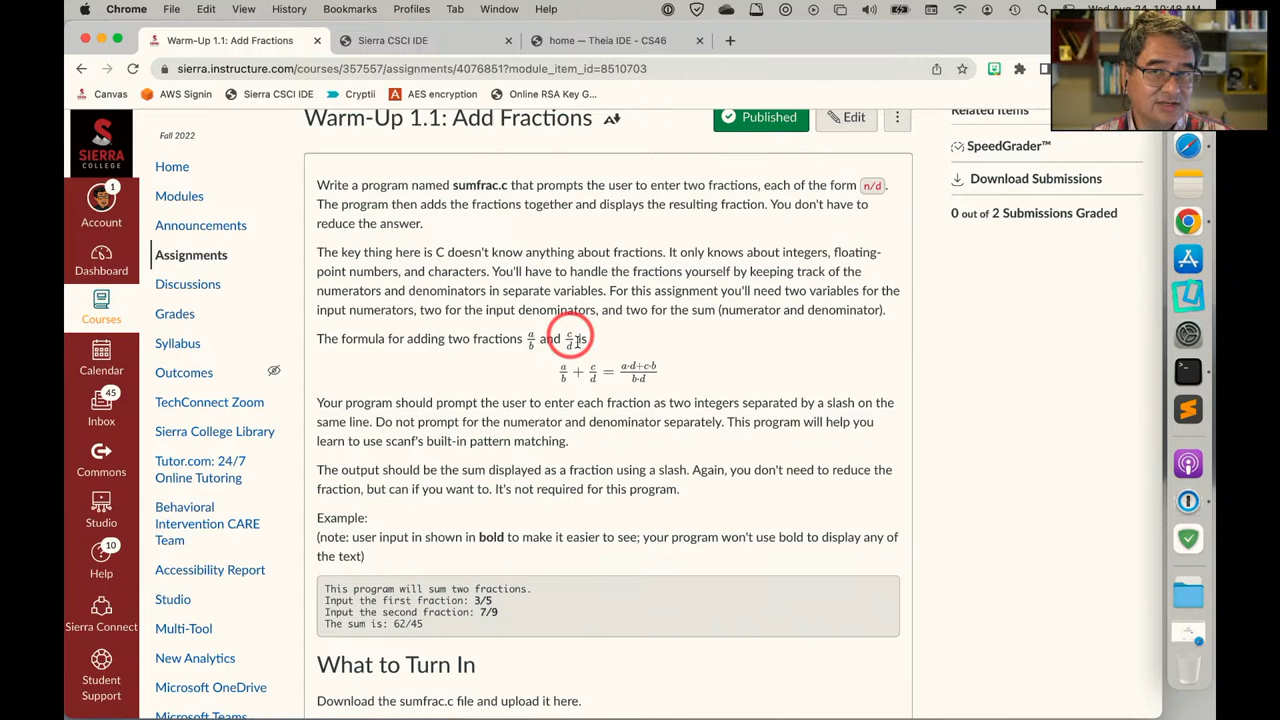 Chrome File Edit View History Bookmarks Profiles Tab Window Help
Warm-Up 1.1: Add Fractions
Sierra CSCI IDE
home — Theia IDE - CS46
sierra.instructure.com/courses/357557/assignments/4076851?module_item_id=8510703
Canvas
AWS Signin
Sierra CSCI IDE
Cryptii
AES encryption
Online RSA Key G...
SIERRA
COLLEGE
1
Account
Dashboard
Courses
Calendar
45
Inbox
Commons
Studio
10
Help
Sierra Connect
Student
Support
Fall 2022
Home
Modules
Announcements
Assignments
Discussions
Grades
Syllabus
Outcomes
TechConnect Zoom
Sierra College Library
Tutor.com: 24/7
Online Tutoring
Behavioral
Intervention CARE
Team
Accessibility Report
Studio
Multi-Tool
New Analytics
Microsoft OneDrive
Microsoft Teams
Warm-Up 1.1: Add Fractions
Published
Edit
Write a program named sumfrac.c that prompts the user to enter two fractions, each of the form n/d.
The program then adds the fractions together and displays the resulting fraction. You don't have to
reduce the answer.
The key thing here is C doesn't know anything about fractions. It only knows about integers, floating-
point numbers, and characters. You'll have to handle the fractions yourself by keeping track of the
numerators and denominators in separate variables. For this assignment you'll need two variables for the
input numerators, two for the input denominators, and two for the sum (numerator and denominator).
The formula for adding two fractions a/b and c/d is
a/b + c/d = a·d+c·b/b·d
Your program should prompt the user to enter each fraction as two integers separated by a slash on the
same line. Do not prompt for the numerator and denominator separately. This program will help you
learn to use scanf's built-in pattern matching.
The output should be the sum displayed as a fraction using a slash. Again, you don't need to reduce the
fraction, but can if you want to. It's not required for this program.
Example:
(note: user input in shown in bold to make it easier to see; your program won't use bold to display any of
the text)
This program will sum two fractions.
Input the first fraction: 3/5
Input the second fraction: 7/9
The sum is: 62/45
What to Turn In
Download the sumfrac.c file and upload it here.
Related Items
SpeedGrader™
Download Submissions
0 out of 2 Submissions Graded